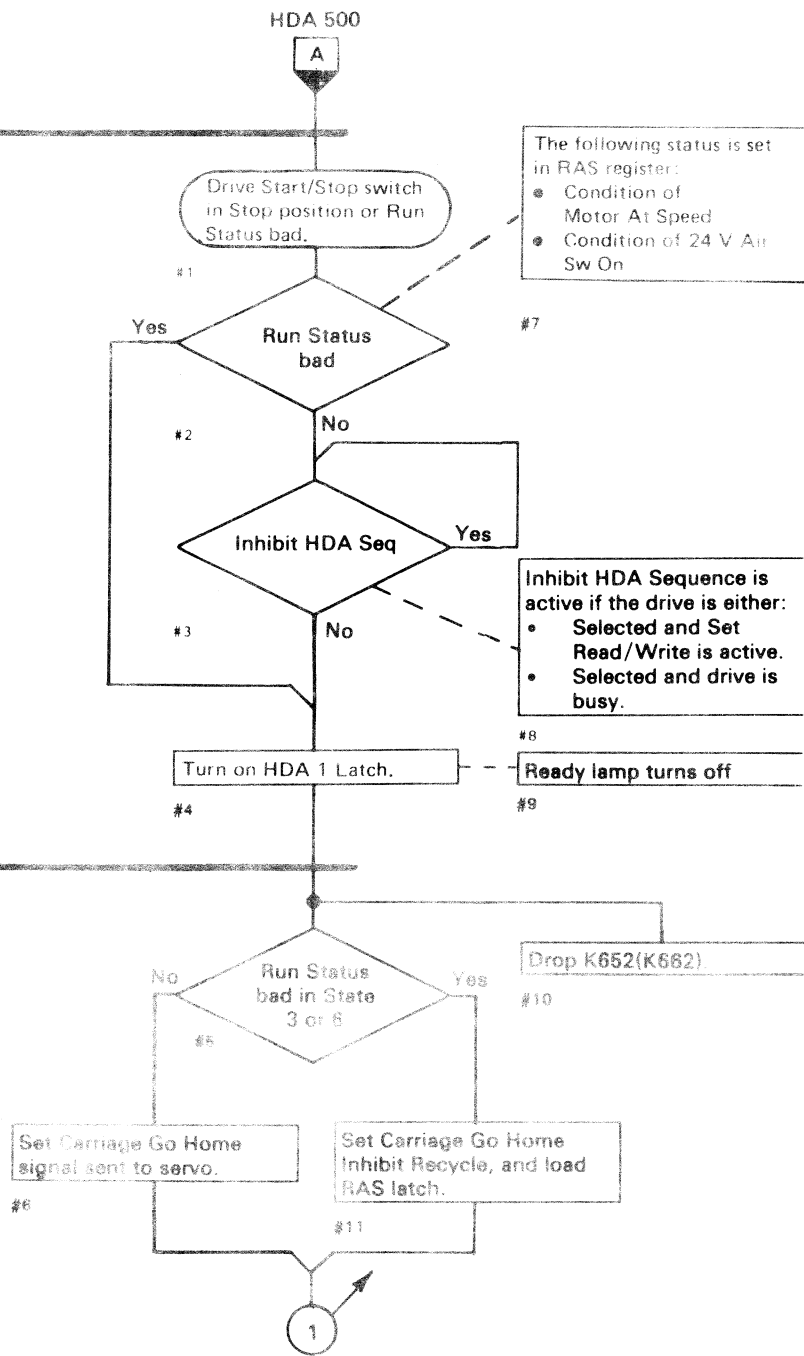 HDA 500
A
Drive Start/Stop switch
in Stop position or Run
Status bad.
#1
The following status is set
in RAS register:
• Condition of
Motor At Speed
• Condition of 24 V Air
Sw On
#7
Yes
Run Status
bad
#2
No
Inhibit HDA Seq
Yes
#3
No
Inhibit HDA Sequence is
active if the drive is either:
• Selected and Set
Read/Write is active.
• Selected and drive is
busy.
#8
Turn on HDA 1 Latch.
#4
Ready lamp turns off
#9
No
Run Status
bad in State
3 or 6
Yes
#5
Drop K652(K662).
#10
Set Carriage Go Home
signal sent to servo.
#6
Set Carriage Go Home
Inhibit Recycle, and load
RAS latch.
#11
1